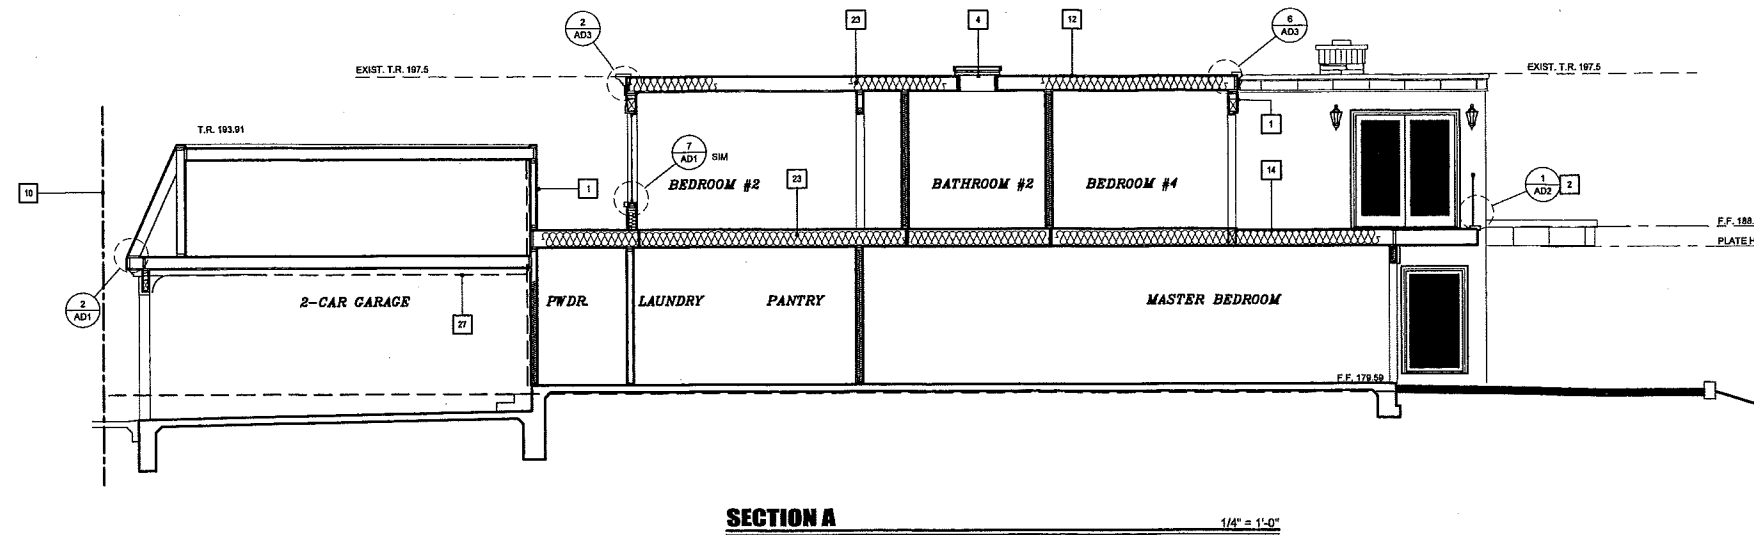 2
AD3
23
4
12
6
AD3
EXIST. T.R. 197.5
EXIST. T.R. 197.5
T.R. 193.91
7
AD1
SIM
1
10
1
BEDROOM #2
23
BATHROOM #2
BEDROOM #4
14
1
AD2
2
F.F. 188.
PLATE H
2
AD1
2-CAR GARAGE
27
PWDR.
LAUNDRY
PANTRY
MASTER BEDROOM
F.F. 179.59
SECTION A
1/4" = 1'-0"